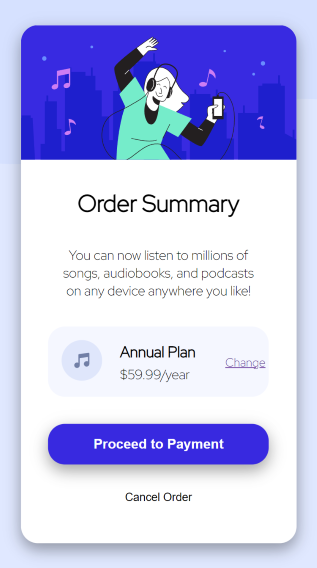 Order Summary
You can now listen to millions of
songs, audiobooks, and podcasts
on any device anywhere you like!
Annual Plan
$59.99/year
Change
Proceed to Payment
Cancel Order